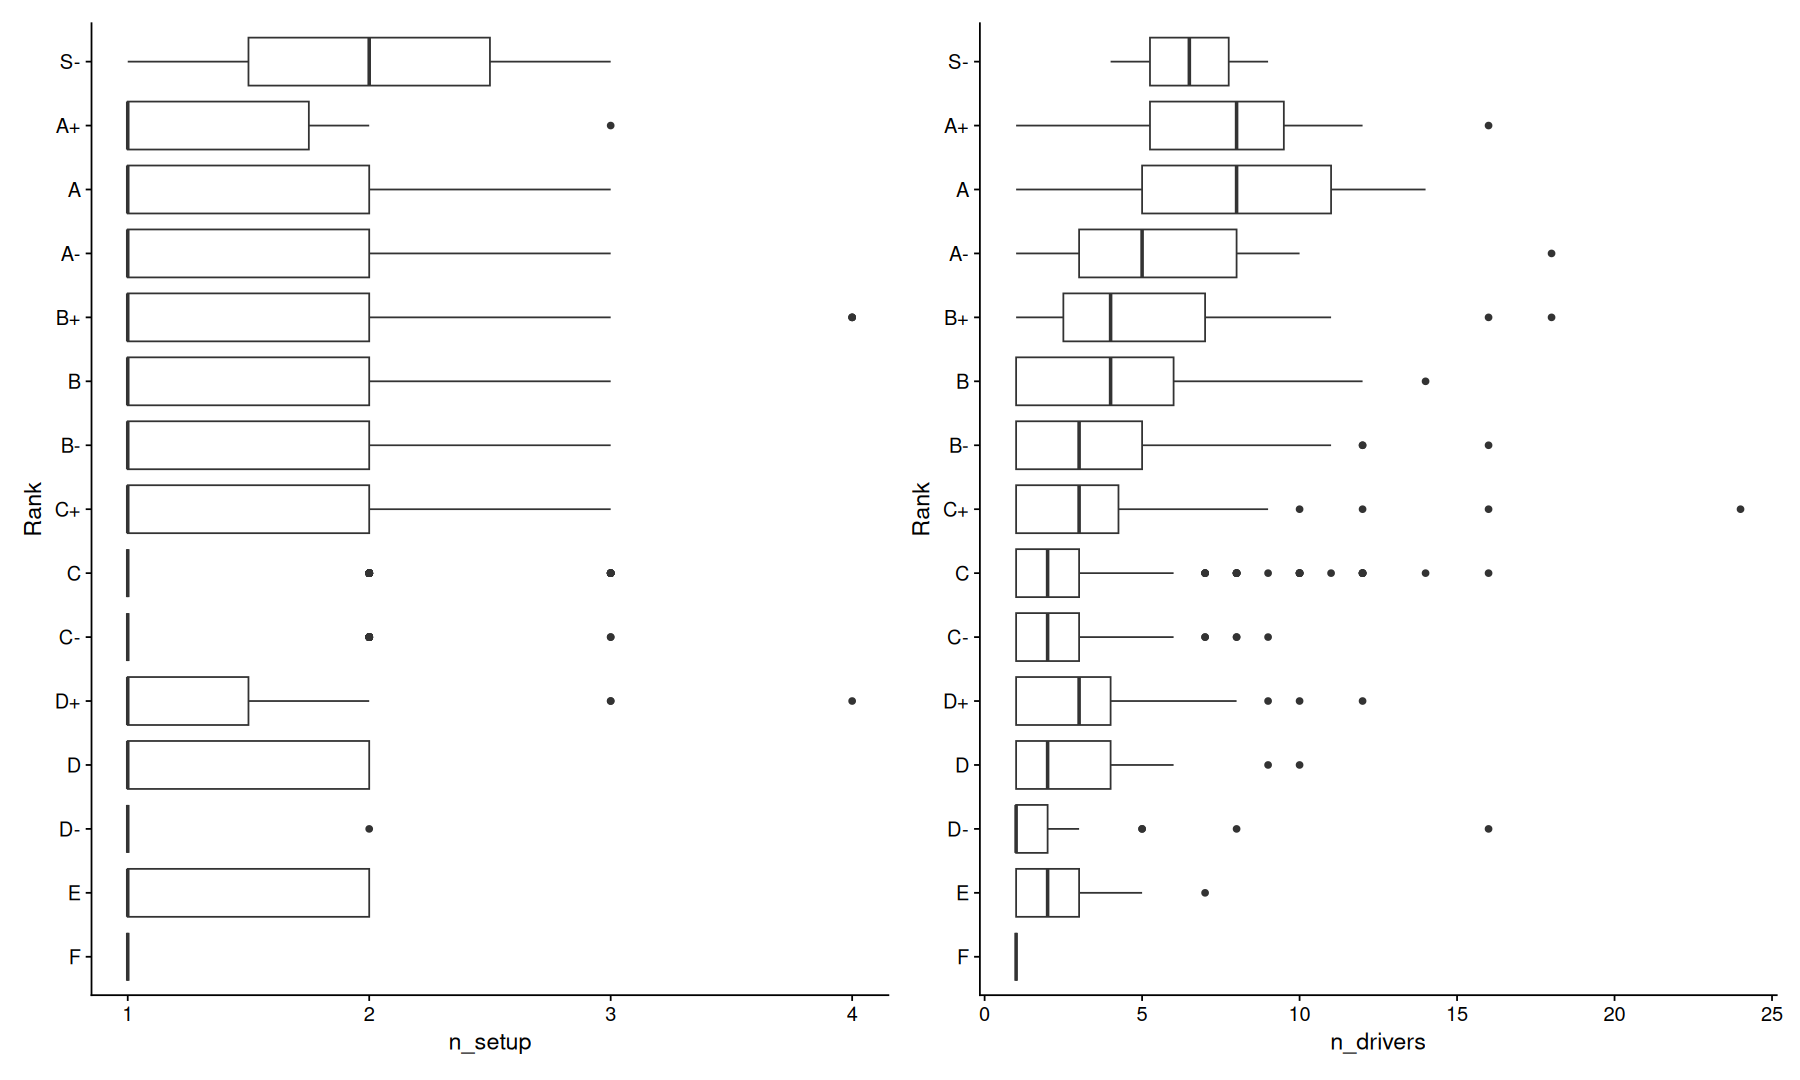 Rank
S-
A+
A
A-
B+
B
B-
C+
C
C-
D+
D
D-
E
F
1 2 3 4
n_setup
Rank
S-
A+
A
A-
B+
B
B-
C+
C
C-
D+
D
D-
E
F
0 5 10 15 20 25
n_drivers